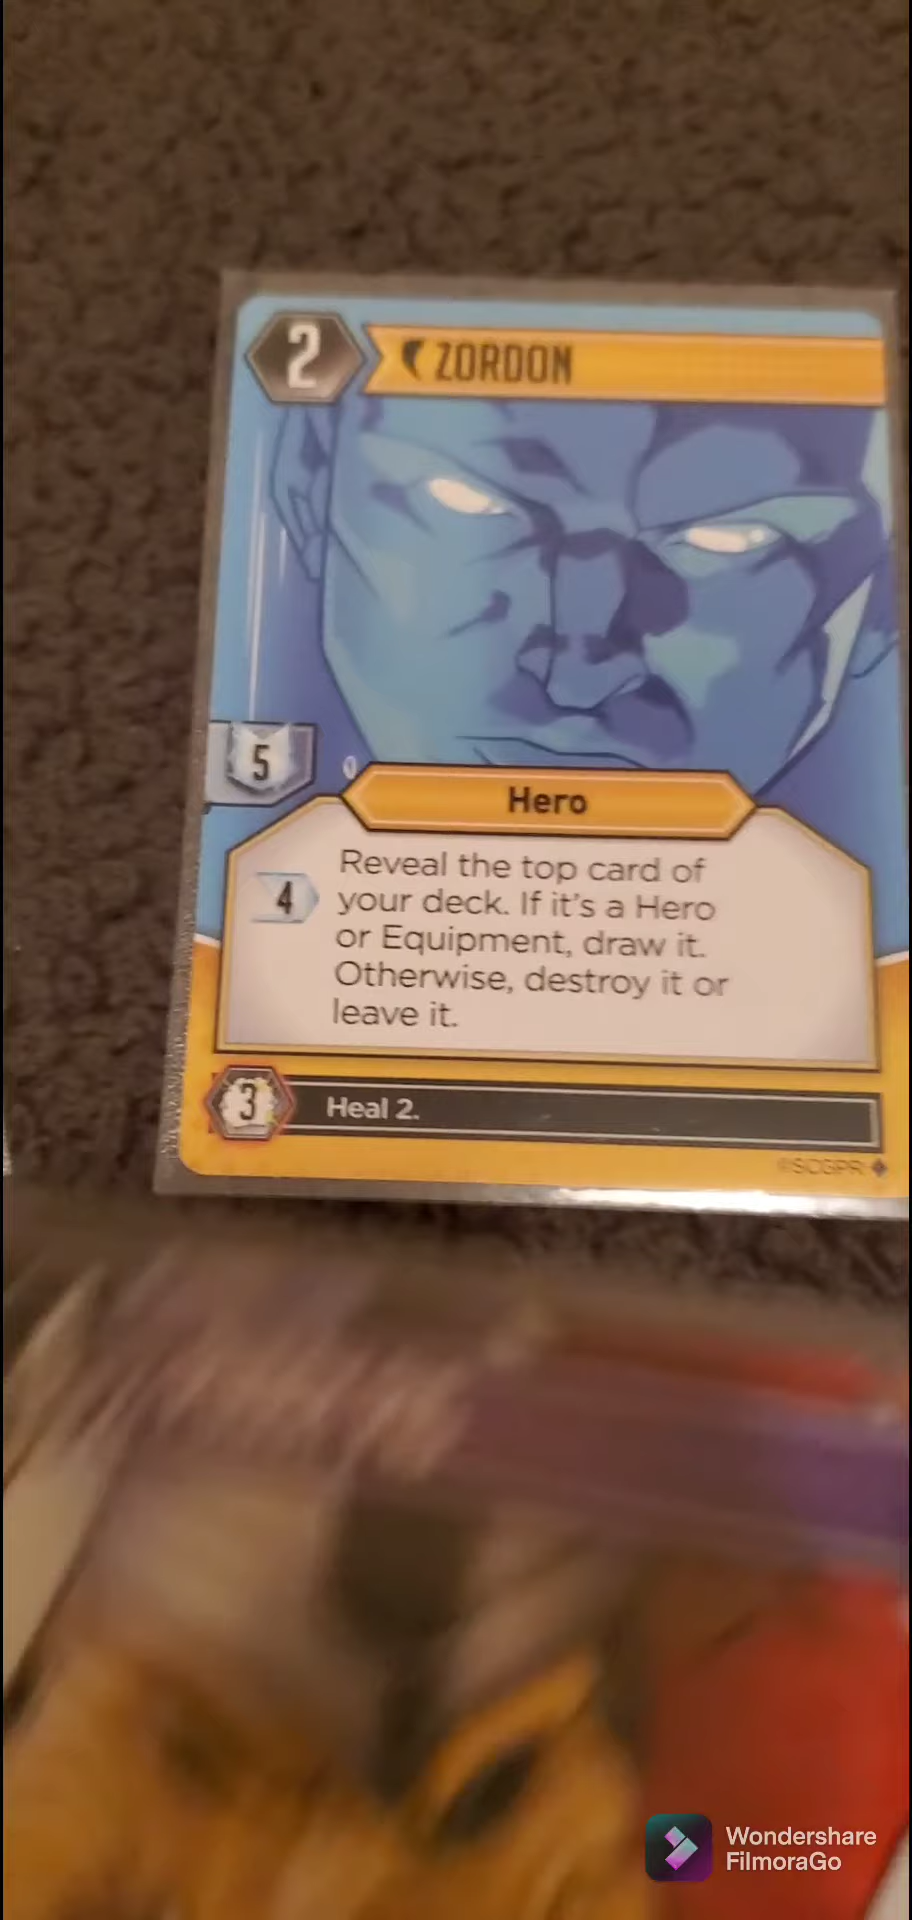 2
ZORDON
5
Hero
4
Reveal the top card of
your deck. If it's a Hero
or Equipment, draw it.
Otherwise, destroy it or
leave it.
3
Heal 2.
©SCGPR
Wondershare
FilmoraGo